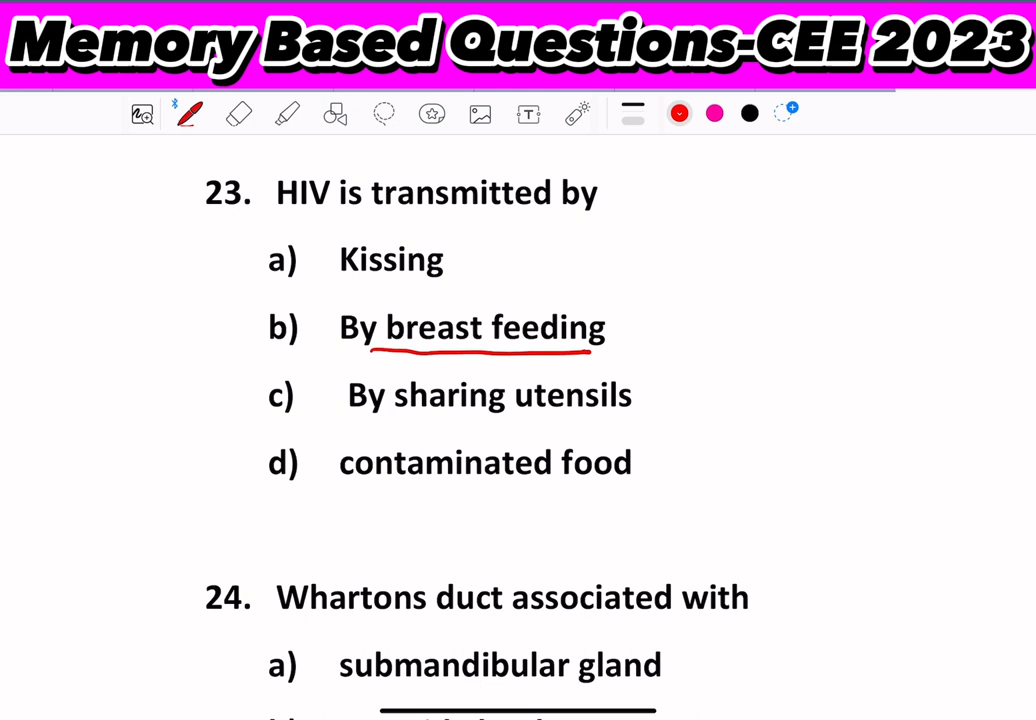 Memory Based Questions-CEE 2023
23. HIV is transmitted by
a) Kissing
b) By breast feeding
c) By sharing utensils
d) contaminated food
24. Whartons duct associated with
a) submandibular gland